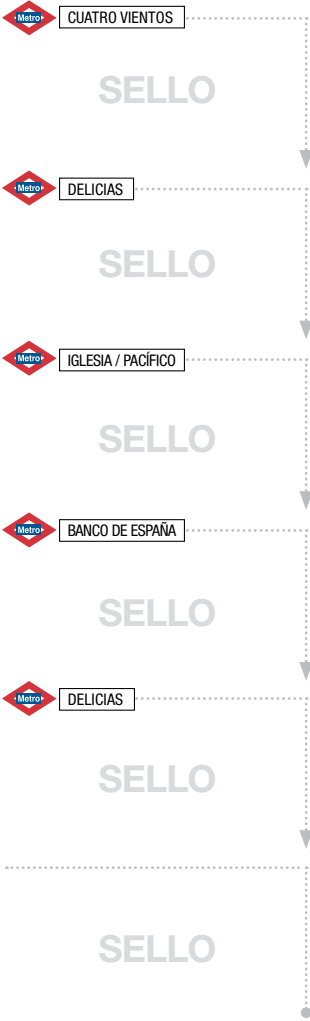 Metro CUATRO VIENTOS
SELLO
Metro DELICIAS
SELLO
Metro IGLESIA / PACÍFICO
SELLO
Metro BANCO DE ESPAÑA
SELLO
Metro DELICIAS
SELLO
SELLO